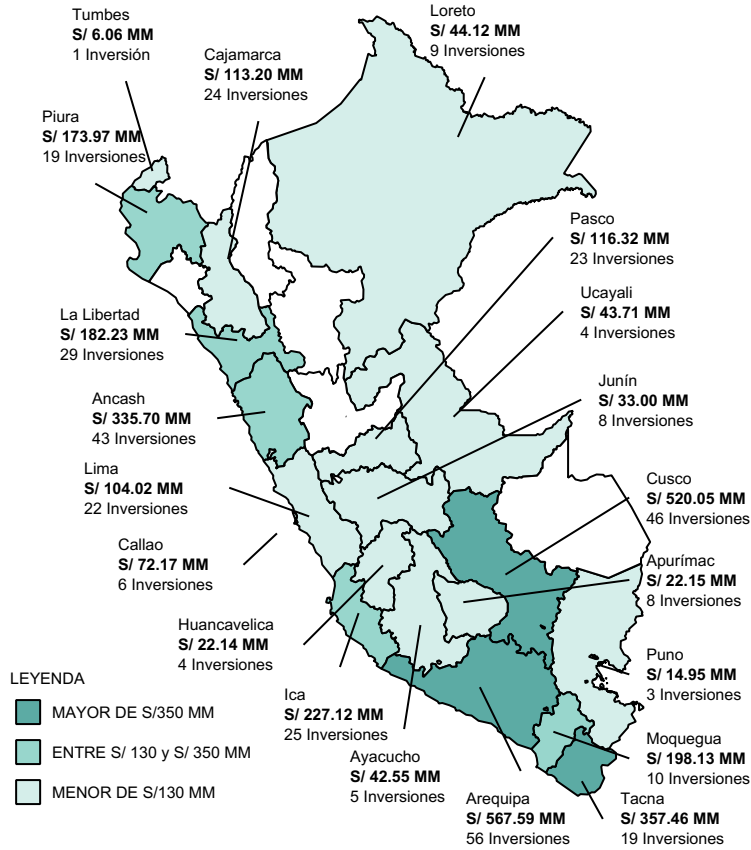 Tumbes
S/ 6.06 MM
1 Inversión
Loreto
S/ 44.12 MM
9 Inversiones
Cajamarca
S/ 113.20 MM
24 Inversiones
Piura
S/ 173.97 MM
19 Inversiones
Pasco
S/ 116.32 MM
23 Inversiones
Ucayali
S/ 43.71 MM
4 Inversiones
La Libertad
S/ 182.23 MM
29 Inversiones
Junín
S/ 33.00 MM
8 Inversiones
Ancash
S/ 335.70 MM
43 Inversiones
Lima
S/ 104.02 MM
22 Inversiones
Cusco
S/ 520.05 MM
46 Inversiones
Callao
S/ 72.17 MM
6 Inversiones
Apurímac
S/ 22.15 MM
8 Inversiones
Huancavelica
S/ 22.14 MM
4 Inversiones
Puno
S/ 14.95 MM
3 Inversiones
LEYENDA
MAYOR DE S/350 MM
ENTRE S/ 130 y S/ 350 MM
MENOR DE S/130 MM
Ica
S/ 227.12 MM
25 Inversiones
Moquegua
S/ 198.13 MM
10 Inversiones
Ayacucho
S/ 42.55 MM
5 Inversiones
Arequipa
S/ 567.59 MM
56 Inversiones
Tacna
S/ 357.46 MM
19 Inversiones